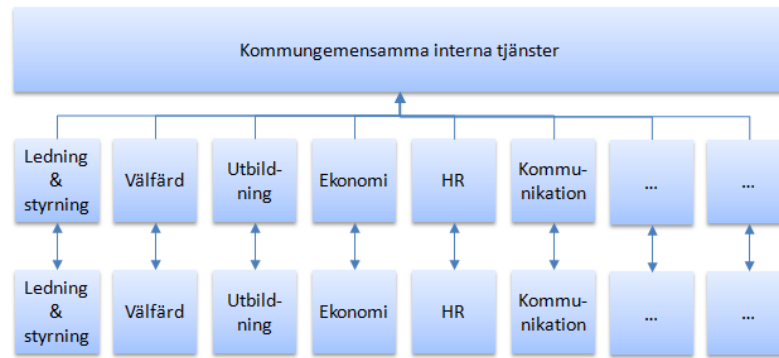 Kommungemensamma interna tjänster
Ledning
&
styrning
Välfärd
Utbild-
ning
Ekonomi
HR
Kommu-
nikation
...
...
Ledning
&
styrning
Välfärd
Utbild-
ning
Ekonomi
HR
Kommu-
nikation
...
...